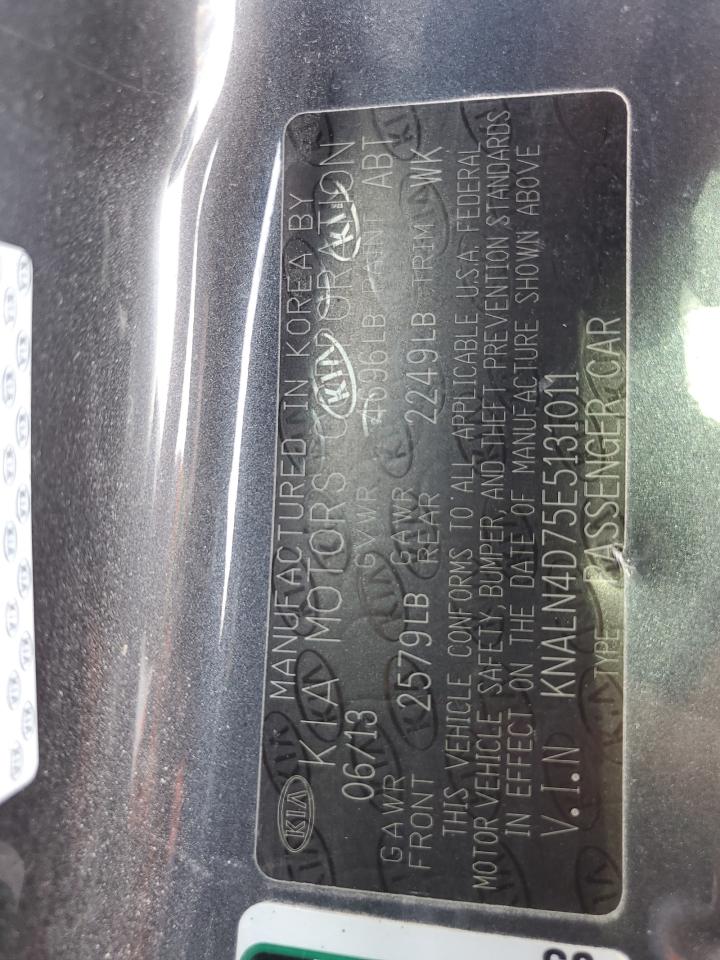 KIA MANUFACTURED IN KOREA BY
KIA MOTORS CORPORATION
06/13 GVWR 4696LB PAINT ABT
GAWR FRONT 2579LB GAWR REAR 2249LB TRIM WK
THIS VEHICLE CONFORMS TO ALL APPLICABLE U.S.A. FEDERAL
MOTOR VEHICLE SAFETY, BUMPER, AND THEFT PREVENTION STANDARDS
IN EFFECT ON THE DATE OF MANUFACTURE SHOWN ABOVE
V.I.N KNALN4D75E5131011
TYPE PASSENGER CAR